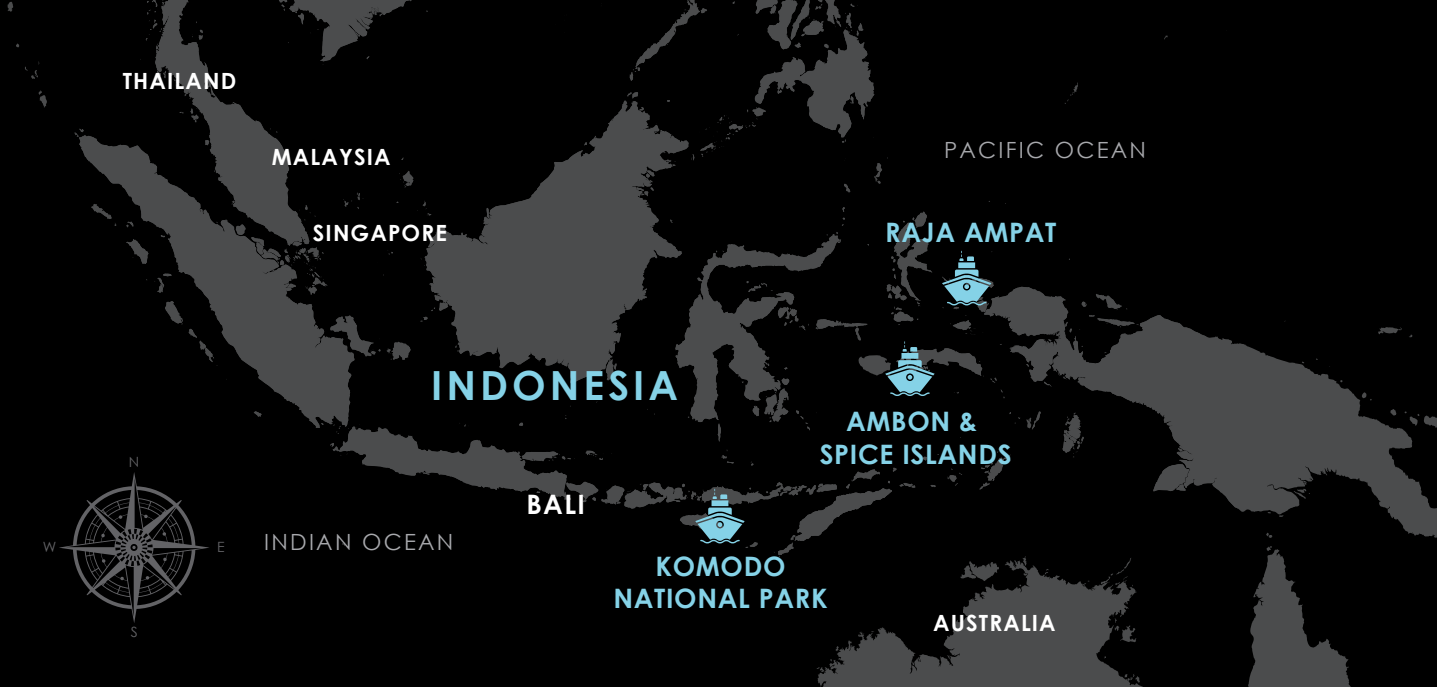 THAILAND
MALAYSIA
PACIFIC OCEAN
SINGAPORE
RAJA AMPAT
INDONESIA
AMBON &
SPICE ISLANDS
N
BALI
W
E
INDIAN OCEAN
KOMODO
NATIONAL PARK
AUSTRALIA
S